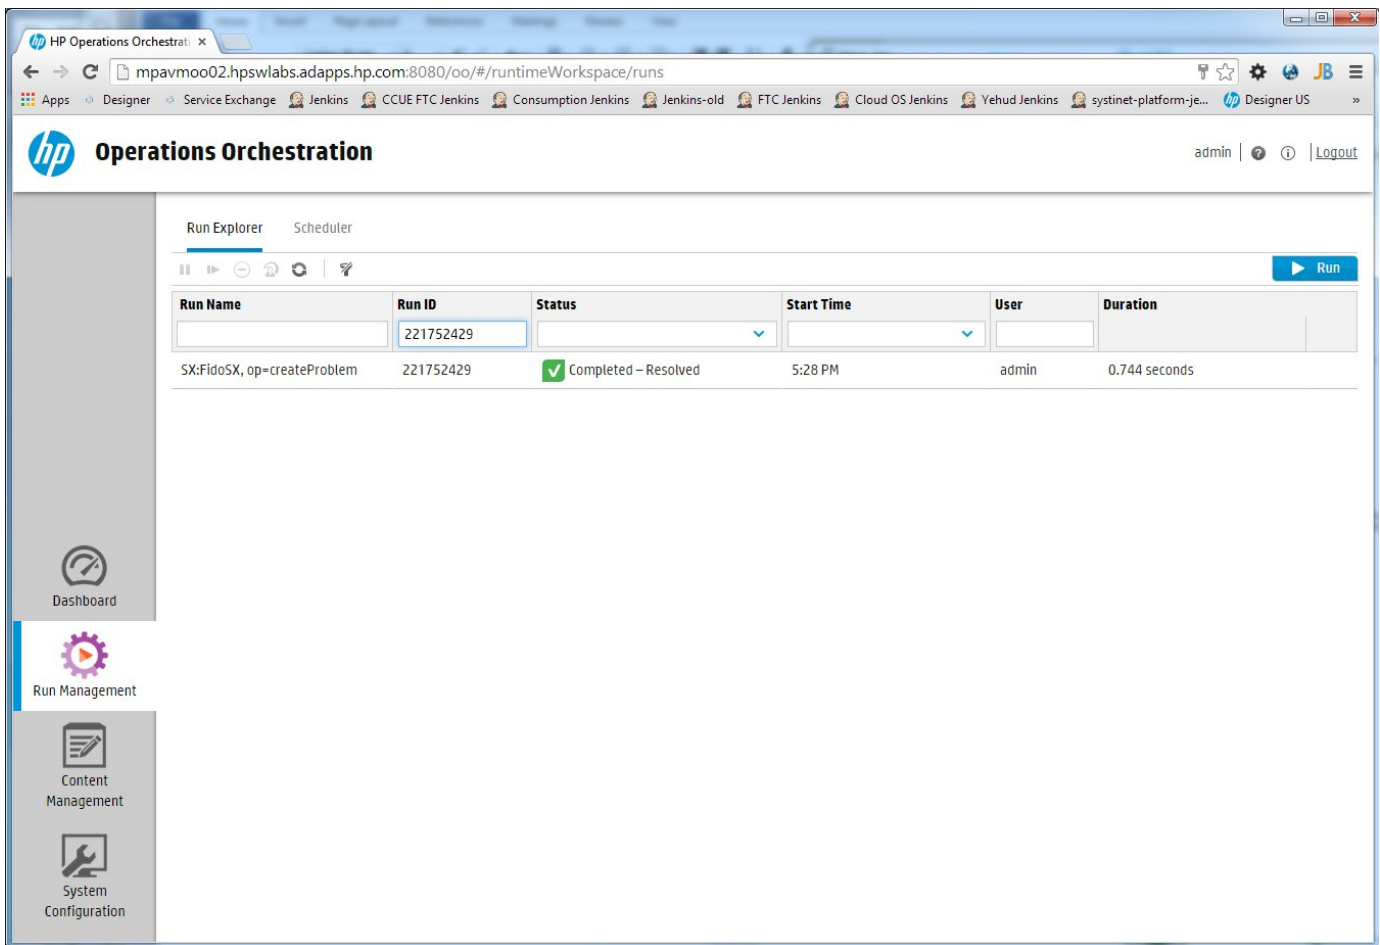 HP Operations Orchestrati
mpavmoo02.hpswlabs.adapps.hp.com:8080/oo/#/runtimeWorkspace/runs
JB
Apps Designer Service Exchange Jenkins CCUE FTC Jenkins Consumption Jenkins Jenkins-old FTC Jenkins Cloud OS Jenkins Yehud Jenkins systinet-platform-je... Designer US »
hp Operations Orchestration admin | Logout
Run Explorer Scheduler
Run
Run Name Run ID Status Start Time User Duration
221752429
SX:FidoSX, op=createProblem 221752429 Completed – Resolved 5:28 PM admin 0.744 seconds
Dashboard
Run Management
Content
Management
System
Configuration